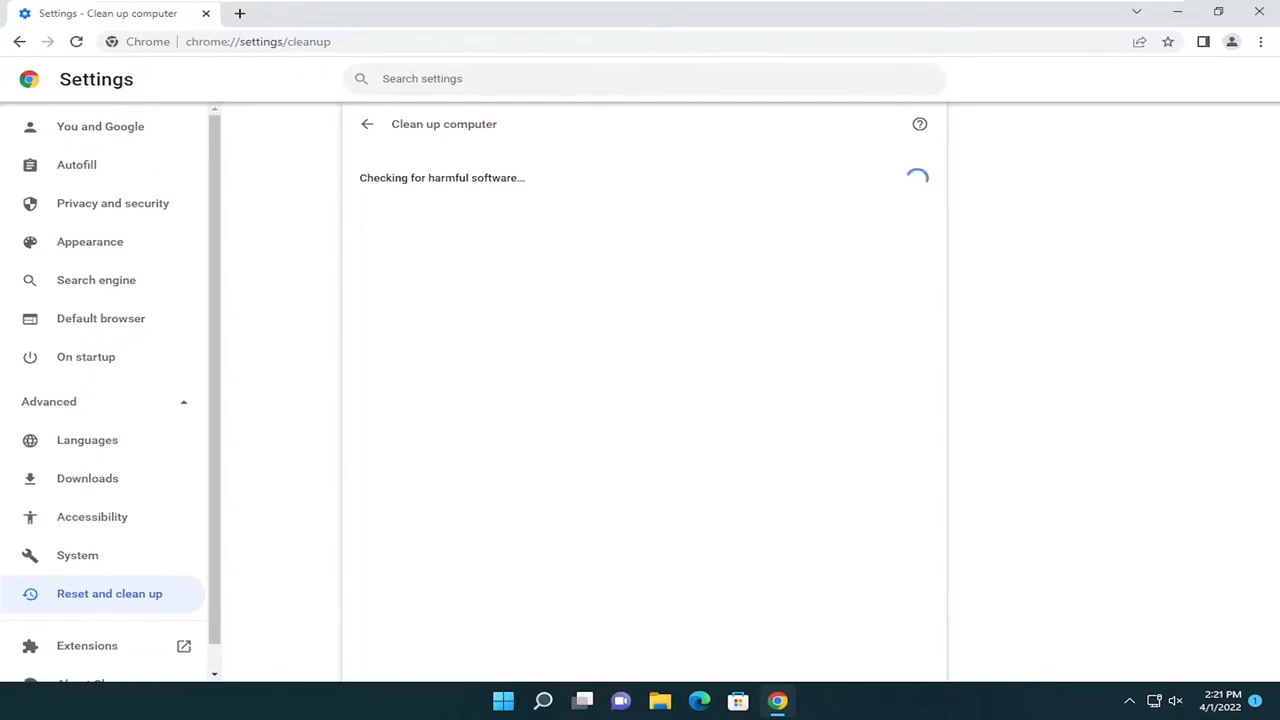 Settings - Clean up computer
Chrome
chrome://settings/cleanup
Settings
Search settings
You and Google
Autofill
Privacy and security
Appearance
Search engine
Default browser
On startup
Advanced
Languages
Downloads
Accessibility
System
Reset and clean up
Extensions
Clean up computer
Checking for harmful software...
2:21 PM
4/1/2022
1